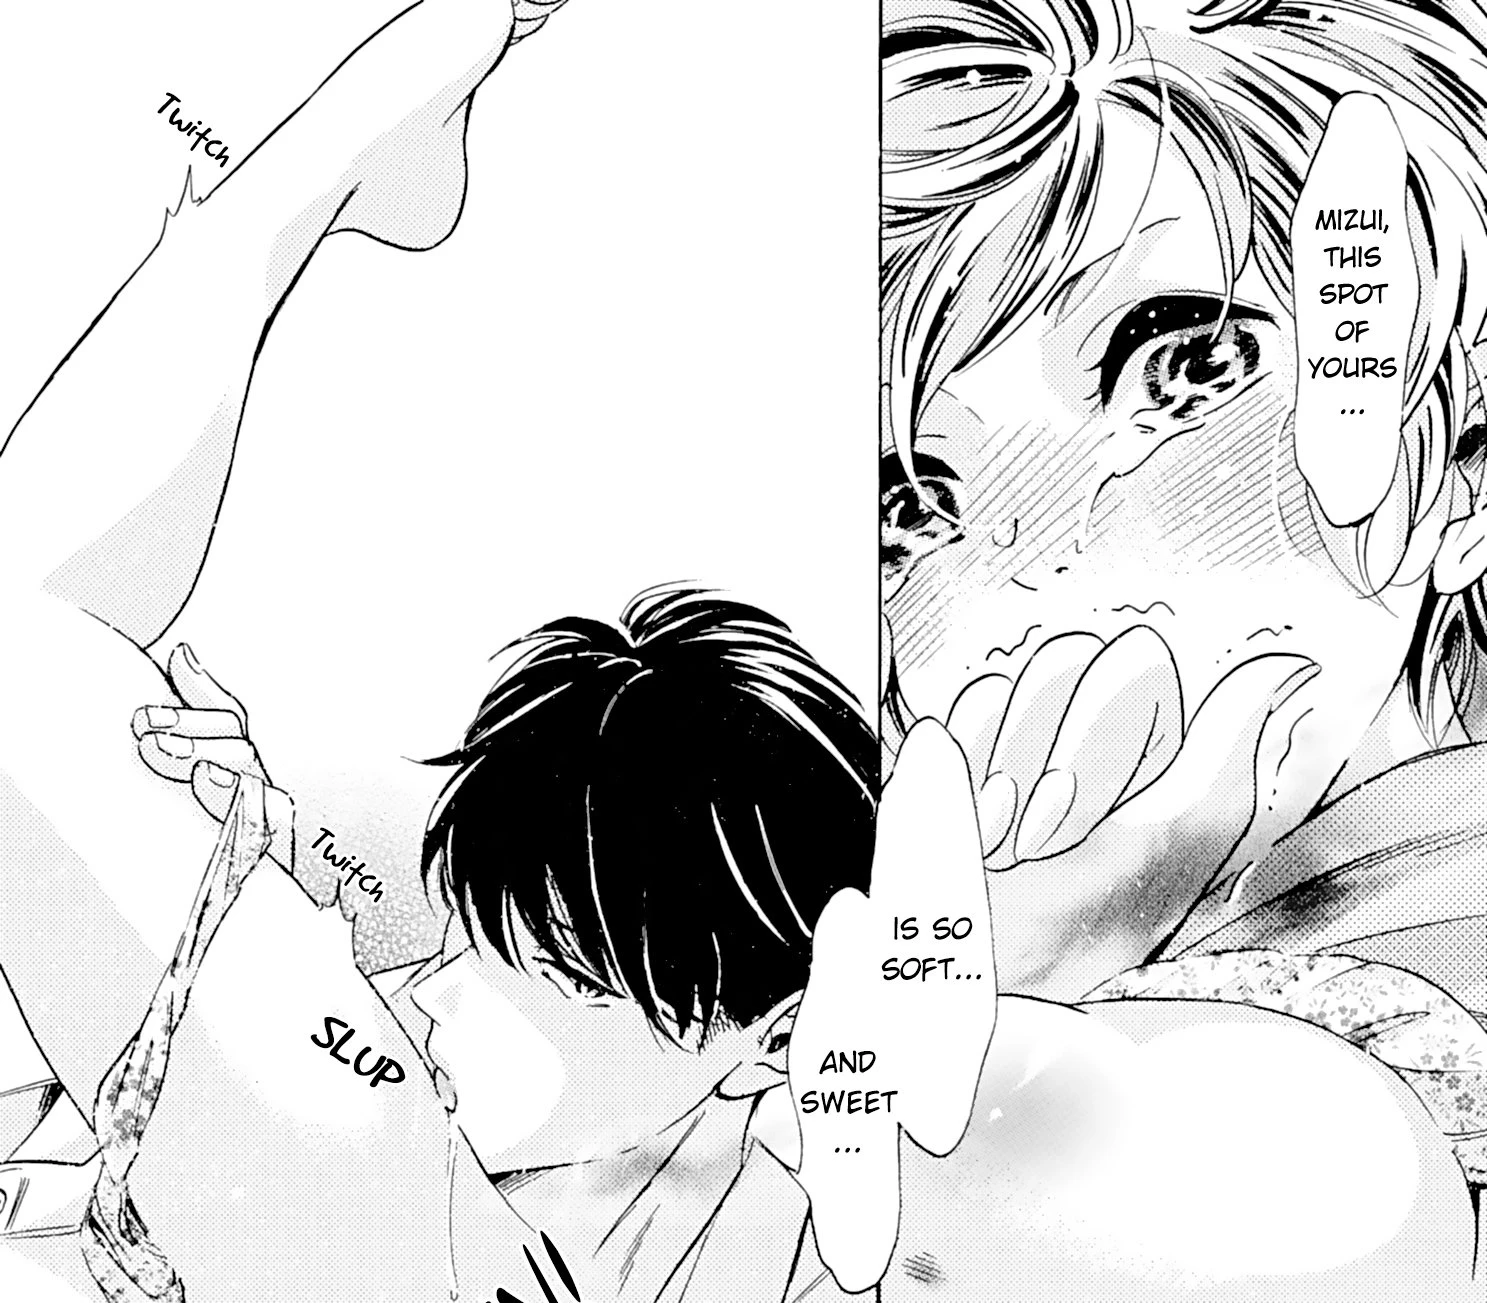 MIZUI,
THIS
SPOT
OF
YOURS
...
IS SO
SOFT...
AND
SWEET
...
Twitch
Twitch
SLUP